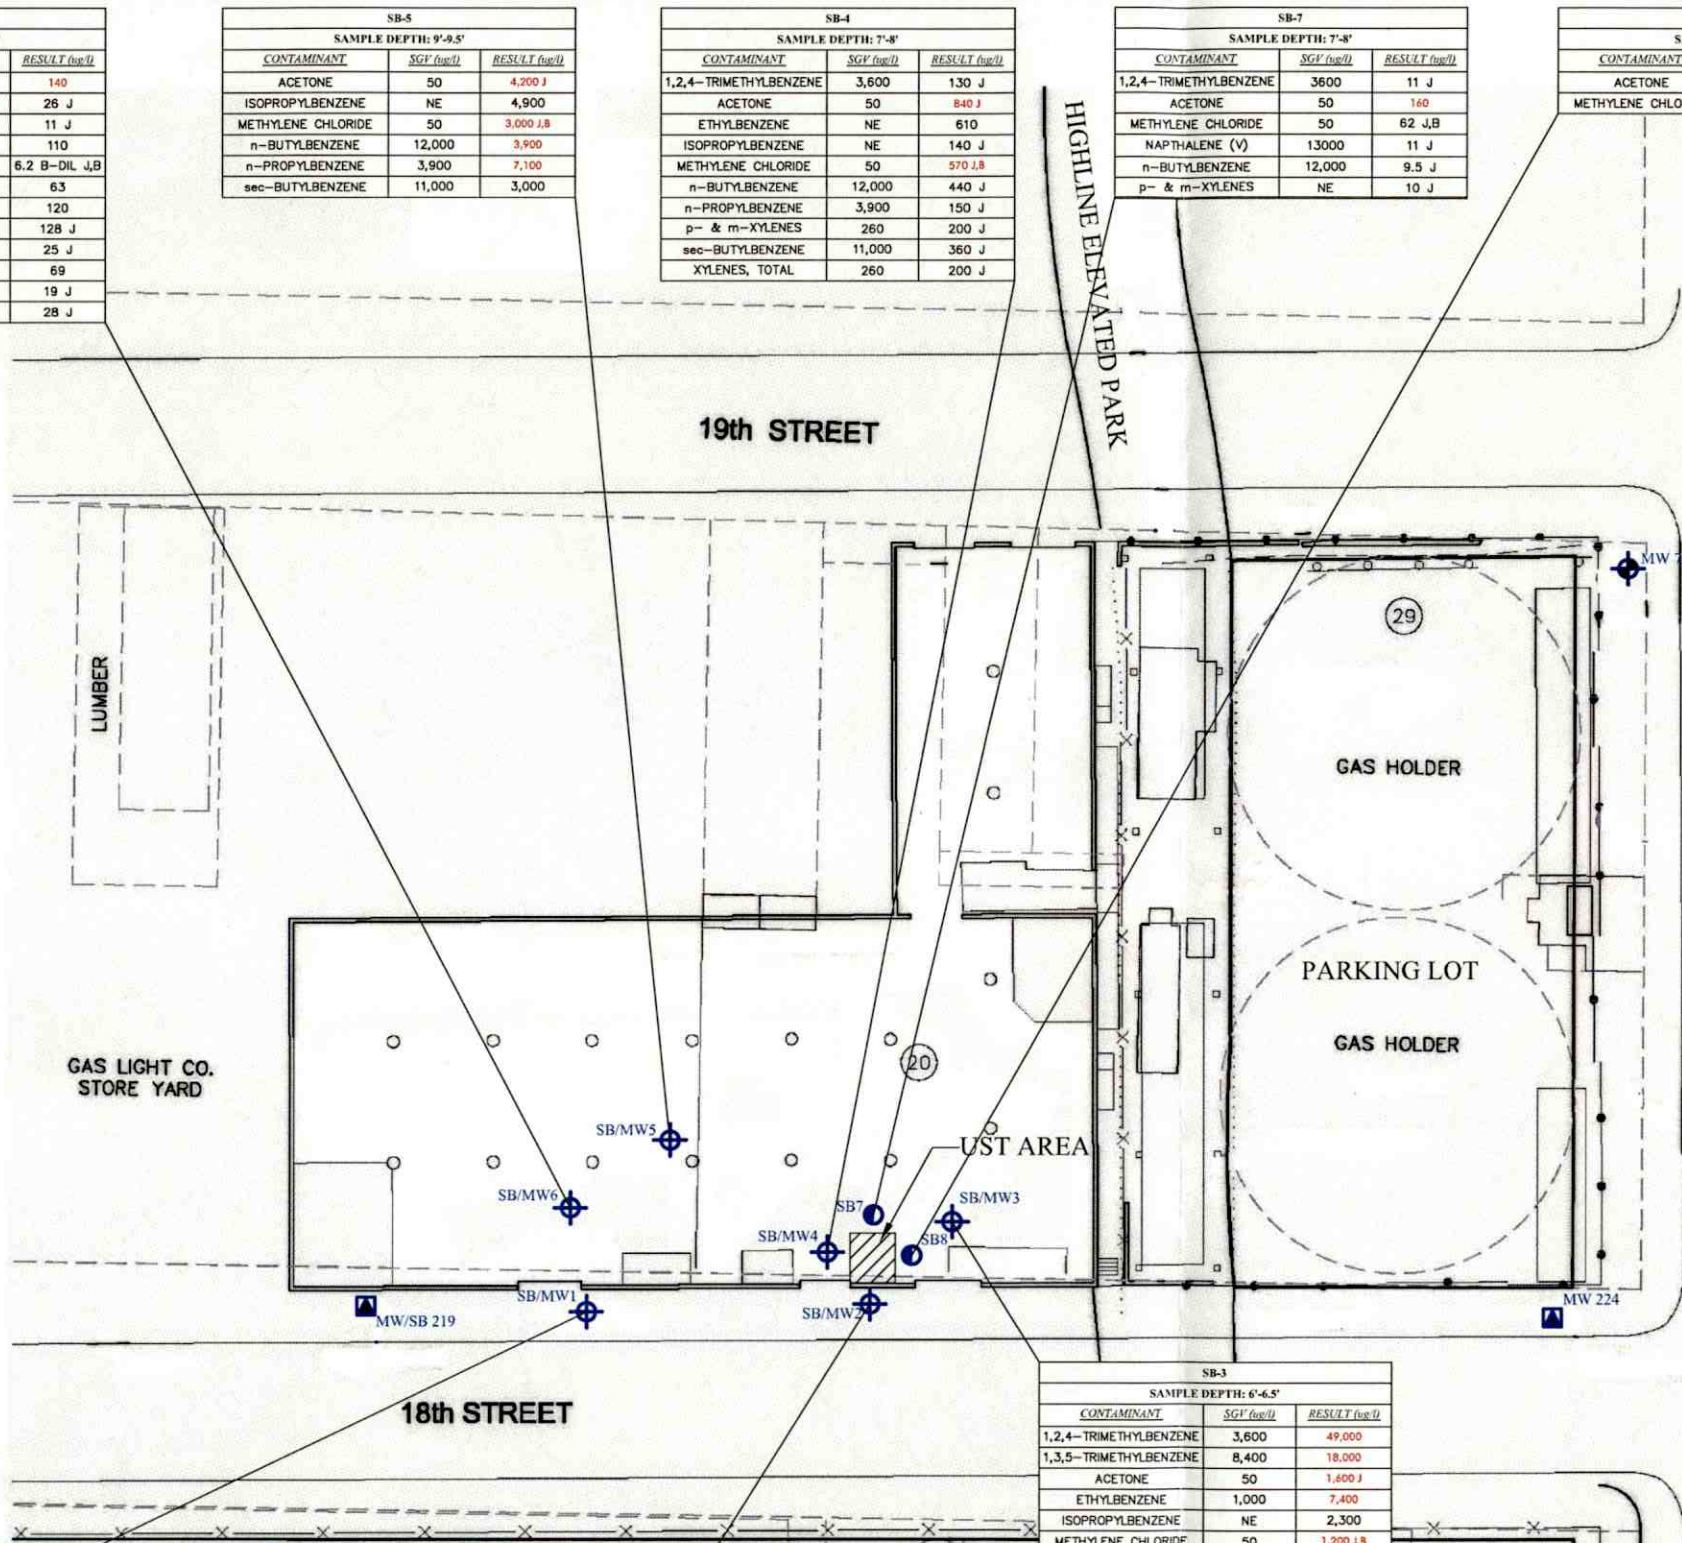 RESULT (ug/l)
140
26 J
11 J
110
6.2 B-DIL J,B
63
120
128 J
25 J
69
19 J
28 J
SB-5
SAMPLE DEPTH: 9'-9.5'
CONTAMINANT SGV (ug/l) RESULT (ug/l)
ACETONE 50 4,200 J
ISOPROPYLBENZENE NE 4,900
METHYLENE CHLORIDE 50 3,000 J,B
n-BUTYLBENZENE 12,000 3,900
n-PROPYLBENZENE 3,900 7,100
sec-BUTYLBENZENE 11,000 3,000
SB-4
SAMPLE DEPTH: 7'-8'
CONTAMINANT SGV (ug/l) RESULT (ug/l)
1,2,4-TRIMETHYLBENZENE 3,600 130 J
ACETONE 50 840 J
ETHYLBENZENE NE 610
ISOPROPYLBENZENE NE 140 J
METHYLENE CHLORIDE 50 570 J,B
n-BUTYLBENZENE 12,000 440 J
n-PROPYLBENZENE 3,900 150 J
p- & m-XYLENES 260 200 J
sec-BUTYLBENZENE 11,000 360 J
XYLENES, TOTAL 260 200 J
SB-7
SAMPLE DEPTH: 7'-8'
CONTAMINANT SGV (ug/l) RESULT (ug/l)
1,2,4-TRIMETHYLBENZENE 3600 11 J
ACETONE 50 160
METHYLENE CHLORIDE 50 62 J,B
NAPTHALENE (V) 13000 11 J
n-BUTYLBENZENE 12,000 9.5 J
p- & m-XYLENES NE 10 J
S
CONTAMINANT
ACETONE
METHYLENE CHLO
HIGHLINE ELEVATED PARK
19th STREET
MW 7
29
LUMBER
GAS HOLDER
PARKING LOT
GAS HOLDER
GAS LIGHT CO.
STORE YARD
20
SB/MW5
UST AREA
SB/MW6
SB7
SB/MW3
SB/MW4
SB8
SB/MW1
SB/MW2
MW/SB 219
MW 224
18th STREET
SB-3
SAMPLE DEPTH: 6'-6.5'
CONTAMINANT SGV (ug/l) RESULT (ug/l)
1,2,4-TRIMETHYLBENZENE 3,600 49,000
1,3,5-TRIMETHYLBENZENE 8,400 18,000
ACETONE 50 1,600 J
ETHYLBENZENE 1,000 7,400
ISOPROPYLBENZENE NE 2,300
METHYLENE CHLORIDE 50 1,200 J,B